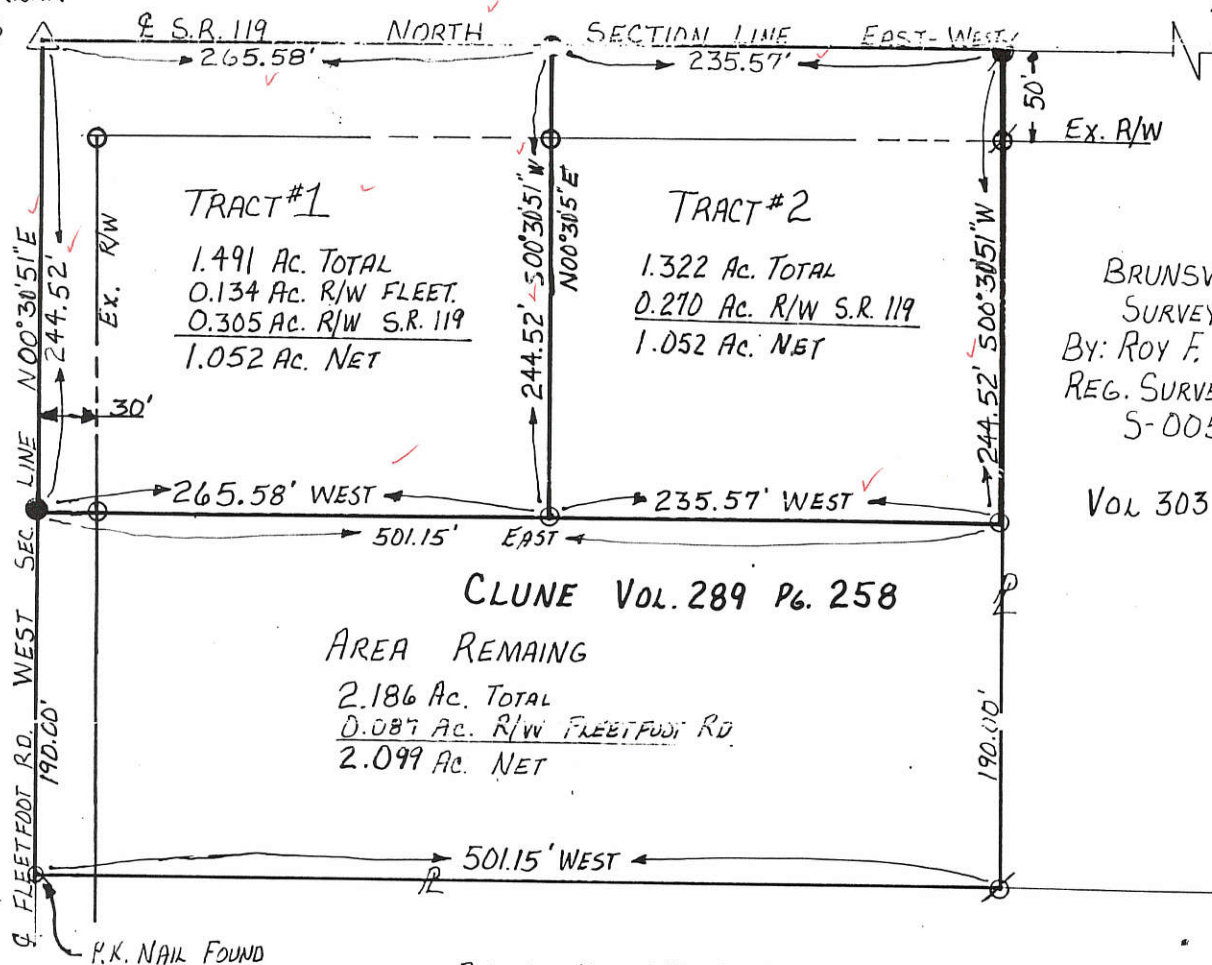 ℄ S.R. 119 NORTH SECTION LINE EAST-WEST
265.58' 235.57'
50'
EX. R/W
TRACT #1
1.491 AC. TOTAL
0.134 AC. R/W FLEET.
0.305 AC. R/W S.R. 119
1.052 AC. NET
TRACT #2
1.322 AC. TOTAL
0.270 AC. R/W S.R. 119
1.052 AC. NET
N00°30'51"E
244.52'
EX. R/W
30'
244.52' S00°30'51"W
N00°30'5"E
244.52' S00°30'51"W
BRUNSW
SURVEY
BY: ROY F.
REG. SURVE
S-005
VOL 303
265.58' WEST 235.57' WEST
501.15' EAST
CLUNE VOL. 289 PG. 258
AREA REMAING
2.186 AC. TOTAL
0.087 AC. R/W FLEETFOOT RD
2.099 AC. NET
℄ FLEETFOOT RD. WEST SEC. LINE
190.00'
190.00'
℄
501.15' WEST
℄
P.K. NAIL FOUND